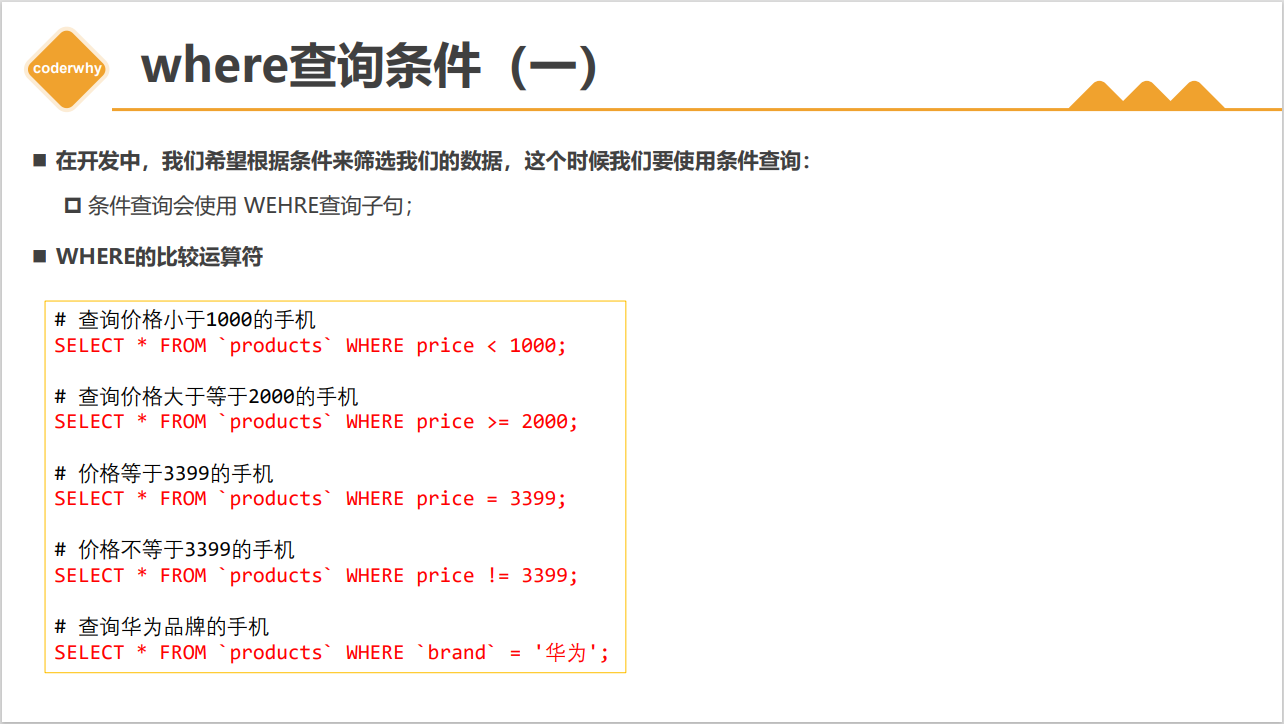 coderwhy
where查询条件（一）
■ 在开发中，我们希望根据条件来筛选我们的数据，这个时候我们要使用条件查询：
条件查询会使用 WEHRE查询子句；
■ WHERE的比较运算符
# 查询价格小于1000的手机
SELECT * FROM `products` WHERE price < 1000;
# 查询价格大于等于2000的手机
SELECT * FROM `products` WHERE price >= 2000;
# 价格等于3399的手机
SELECT * FROM `products` WHERE price = 3399;
# 价格不等于3399的手机
SELECT * FROM `products` WHERE price != 3399;
# 查询华为品牌的手机
SELECT * FROM `products` WHERE `brand` = '华为';